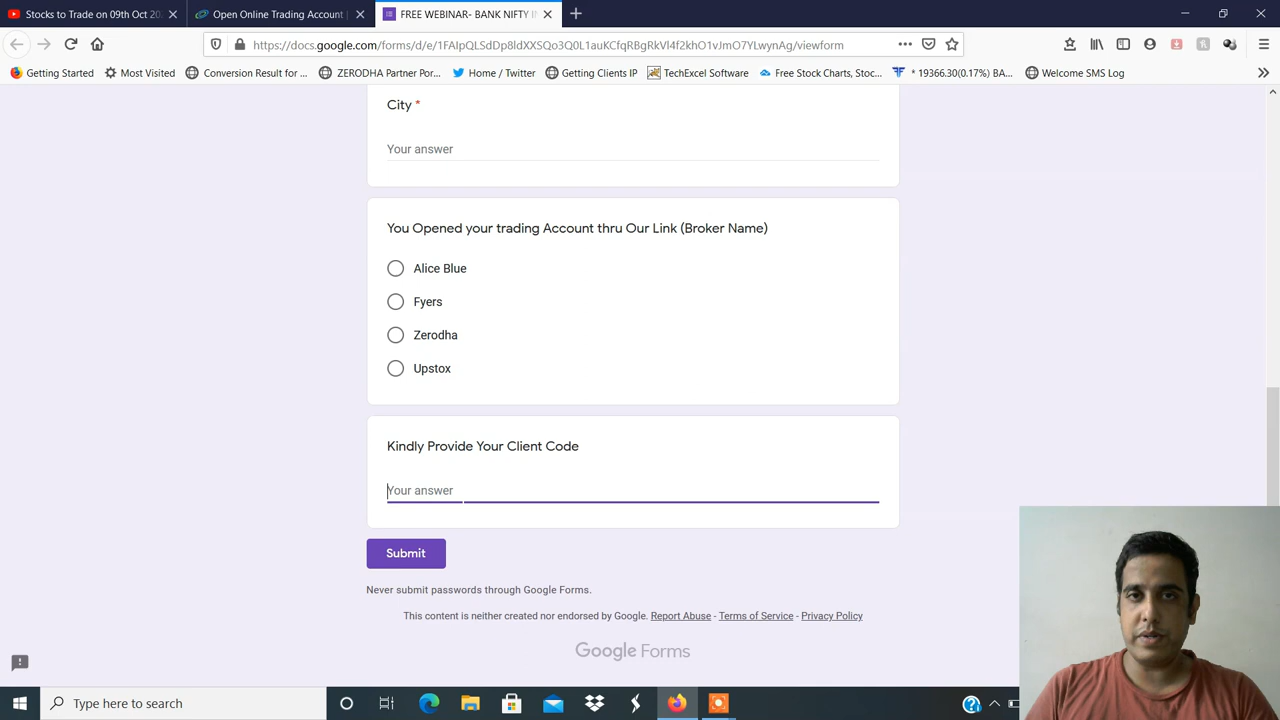 Stocks to Trade on 09th Oct 202
Open Online Trading Account |
FREE WEBINAR- BANK NIFTY IN
https://docs.google.com/forms/d/e/1FAIpQLSdDp8ldXXSQo3Q0L1auKCfqRBgRkVl4f2khO1vJmO7YLwynAg/viewform
Getting Started
Most Visited
Conversion Result for ...
ZERODHA Partner Por...
Home / Twitter
Getting Clients IP
TechExcel Software
Free Stock Charts, Stoc...
* 19366.30(0.17%) BA...
Welcome SMS Log
City *
Your answer
You Opened your trading Account thru Our Link (Broker Name)
Alice Blue
Fyers
Zerodha
Upstox
Kindly Provide Your Client Code
Your answer
Submit
Never submit passwords through Google Forms.
This content is neither created nor endorsed by Google. Report Abuse - Terms of Service - Privacy Policy
Google Forms
Type here to search